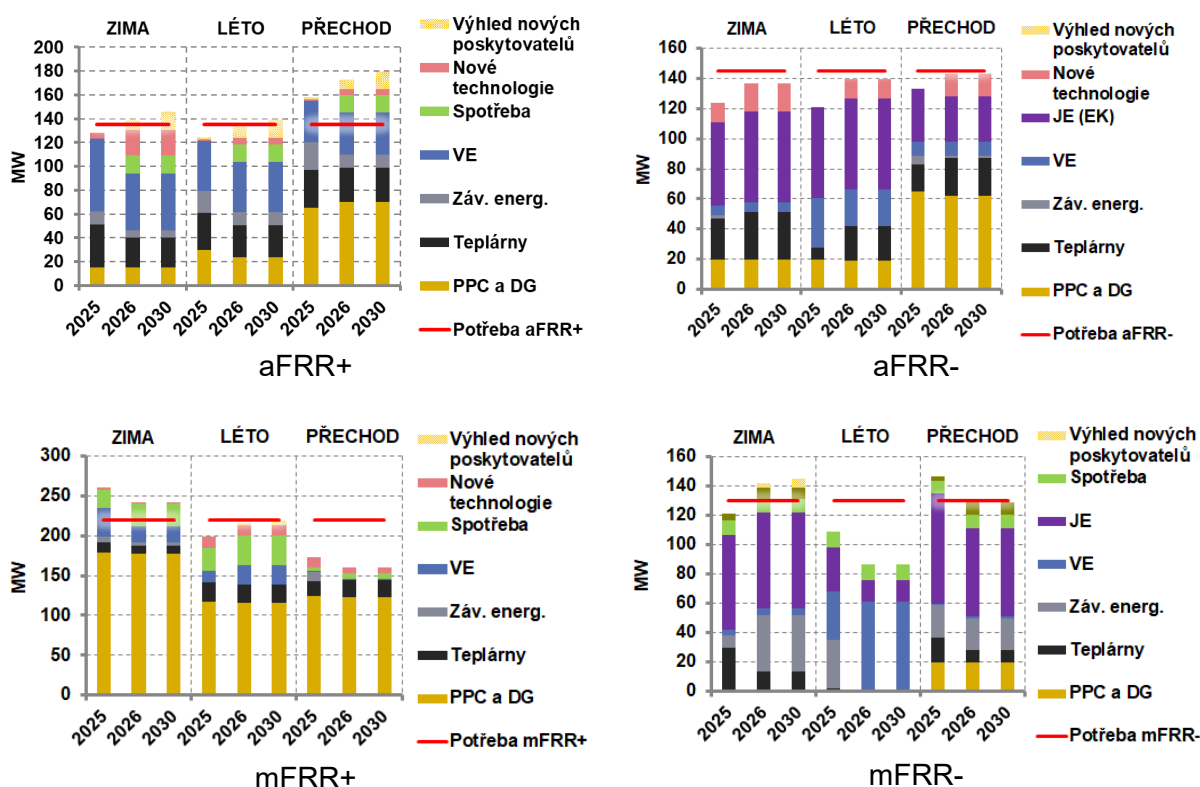 ZIMA
LÉTO
PŘECHOD
200
180
160
140
120
100
80
60
40
20
0
MW
2025
2026
2030
2025
2026
2030
2025
2026
2030
Výhled nových
poskytovatelů
Nové
technologie
Spotřeba
VE
Záv. energ.
Teplárny
PPC a DG
Potřeba aFRR+
aFRR+
ZIMA
LÉTO
PŘECHOD
160
140
120
100
80
60
40
20
0
MW
2025
2026
2030
2025
2026
2030
2025
2026
2030
Výhled nových
poskytovatelů
Nové
technologie
JE (EK)
VE
Záv. energ.
Teplárny
PPC a DG
Potřeba aFRR-
aFRR-
ZIMA
LÉTO
PŘECHOD
300
250
200
150
100
50
0
MW
2025
2026
2030
2025
2026
2030
2025
2026
2030
Výhled nových
poskytovatelů
Nové
technologie
Spotřeba
VE
Záv. energ.
Teplárny
PPC a DG
Potřeba mFRR+
mFRR+
ZIMA
LÉTO
PŘECHOD
160
140
120
100
80
60
40
20
0
MW
2025
2026
2030
2025
2026
2030
2025
2026
2030
Výhled nových
poskytovatelů
Spotřeba
JE
VE
Záv. energ.
Teplárny
PPC a DG
Potřeba mFRR-
mFRR-